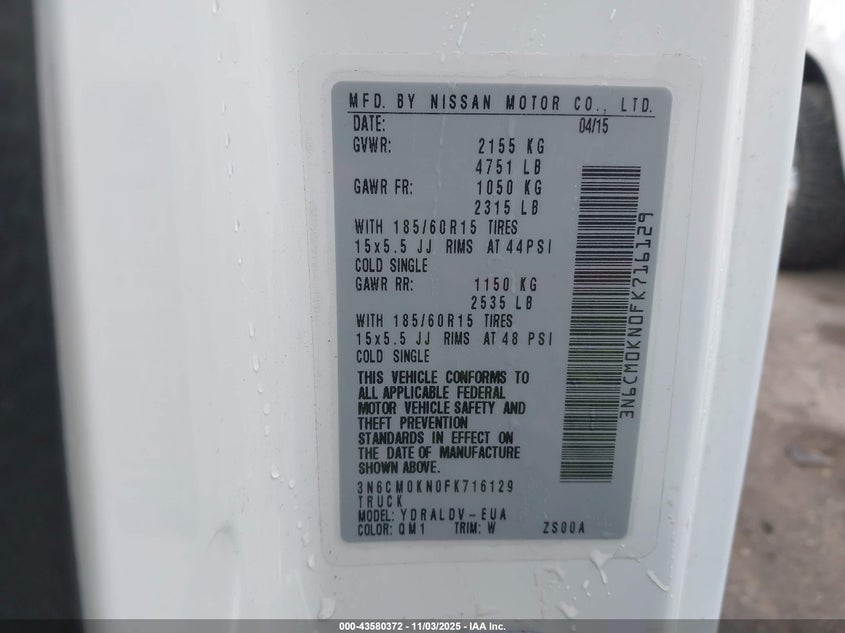 MFD. BY NISSAN MOTOR CO., LTD.
DATE: 04/15
GVWR: 2155 KG
4751 LB
GAWR FR: 1050 KG
2315 LB
WITH 185/60R15 TIRES
15x5.5 JJ RIMS AT 44PSI
COLD SINGLE
GAWR RR: 1150 KG
2535 LB
WITH 185/60R15 TIRES
15x5.5 JJ RIMS AT 48 PSI
COLD SINGLE
THIS VEHICLE CONFORMS TO
ALL APPLICABLE FEDERAL
MOTOR VEHICLE SAFETY AND
THEFT PREVENTION
STANDARDS IN EFFECT ON
THE DATE OF MANUFACTURE
SHOWN ABOVE.
3N6CM0KN0FK716129
TRUCK
MODEL: YDRALDV-EUA
COLOR: QM1 TRIM: W ZS00A
3N6CM0KN0FK716129
000-43580372 - 11/03/2025 - IAA Inc.